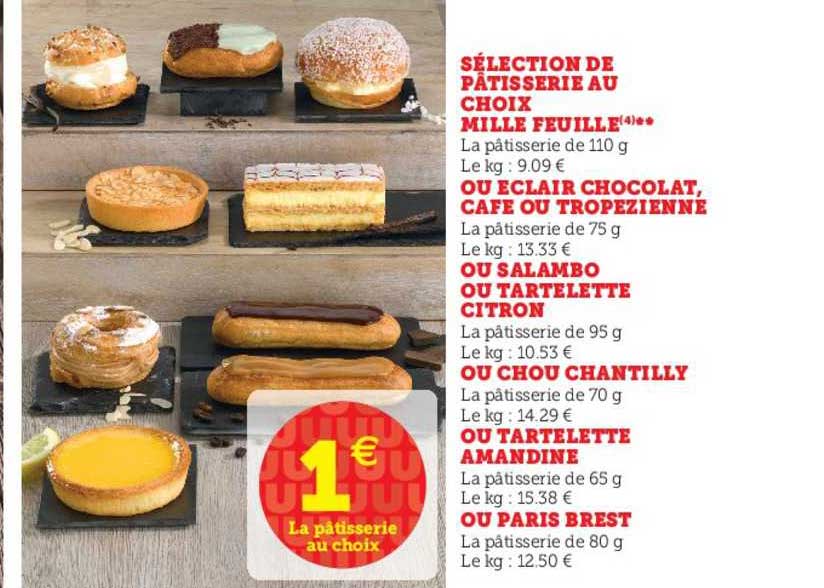 SÉLECTION DE
PÂTISSERIE AU
CHOIX
MILLE FEUILLE(4)**
La pâtisserie de 110 g
Le kg : 9.09 €
OU ECLAIR CHOCOLAT,
CAFE OU TROPEZIENNE
La pâtisserie de 75 g
Le kg : 13.33 €
OU SALAMBO
OU TARTELETTE
CITRON
La pâtisserie de 95 g
Le kg : 10.53 €
OU CHOU CHANTILLY
La pâtisserie de 70 g
Le kg : 14.29 €
OU TARTELETTE
AMANDINE
La pâtisserie de 65 g
Le kg : 15.38 €
OU PARIS BREST
La pâtisserie de 80 g
Le kg : 12.50 €
1€
La pâtisserie
au choix